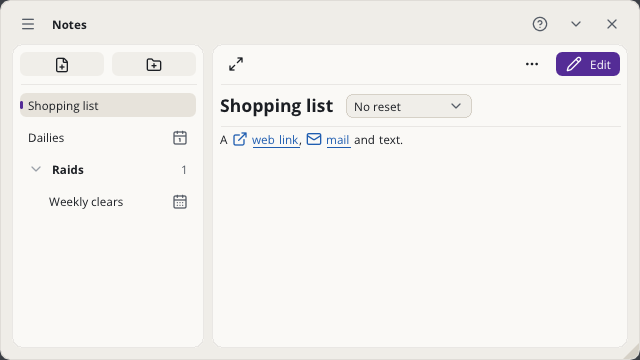 Notes
Edit
Shopping list
Dailies
Raids 1
Weekly clears
Shopping list No reset
A web link, mail and text.